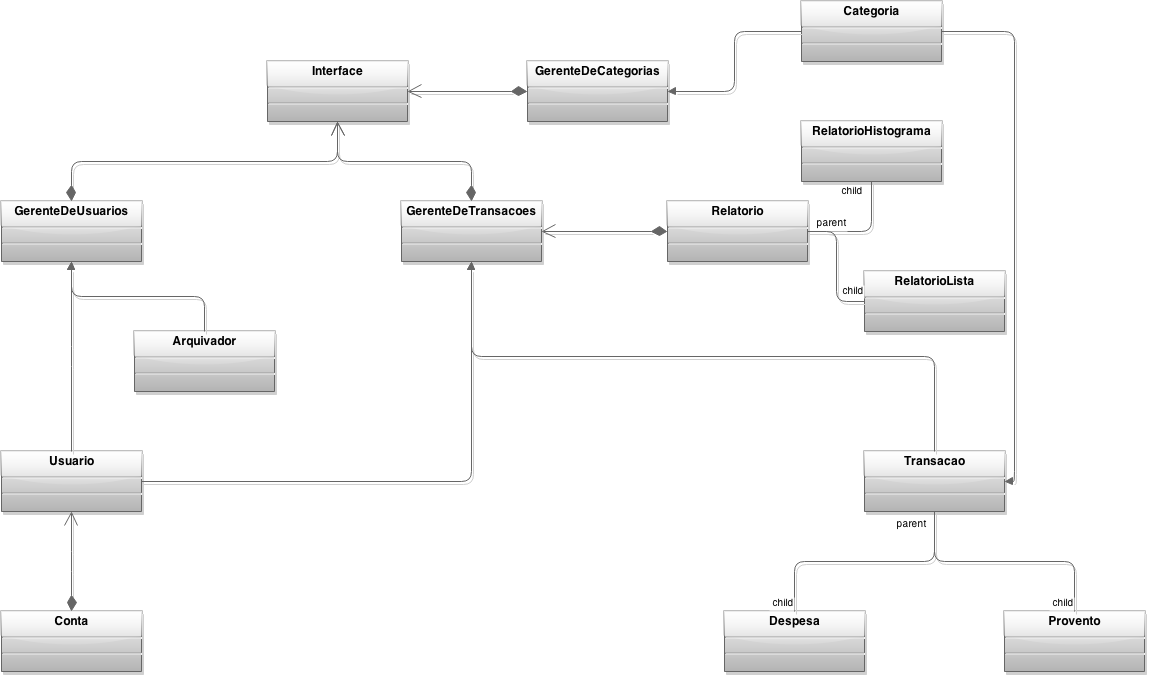 Categoria
Interface
GerenteDeCategorias
RelatorioHistograma
child
GerenteDeUsuarios
GerenteDeTransacoes
Relatorio
parent
RelatorioLista
child
Arquivador
Usuario
Transacao
parent
child
child
Conta
Despesa
Provento